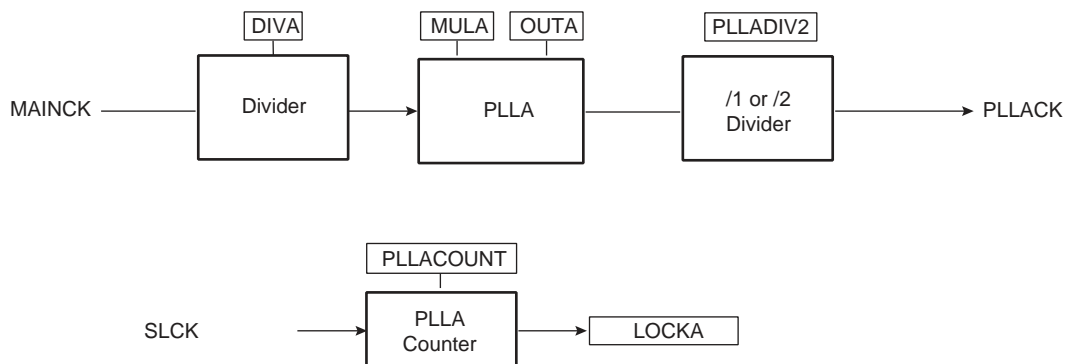 DIVA
MULA
OUTA
PLLADIV2
MAINCK
Divider
PLLA
/1 or /2
Divider
PLLACK
PLLACOUNT
SLCK
PLLA
Counter
LOCKA